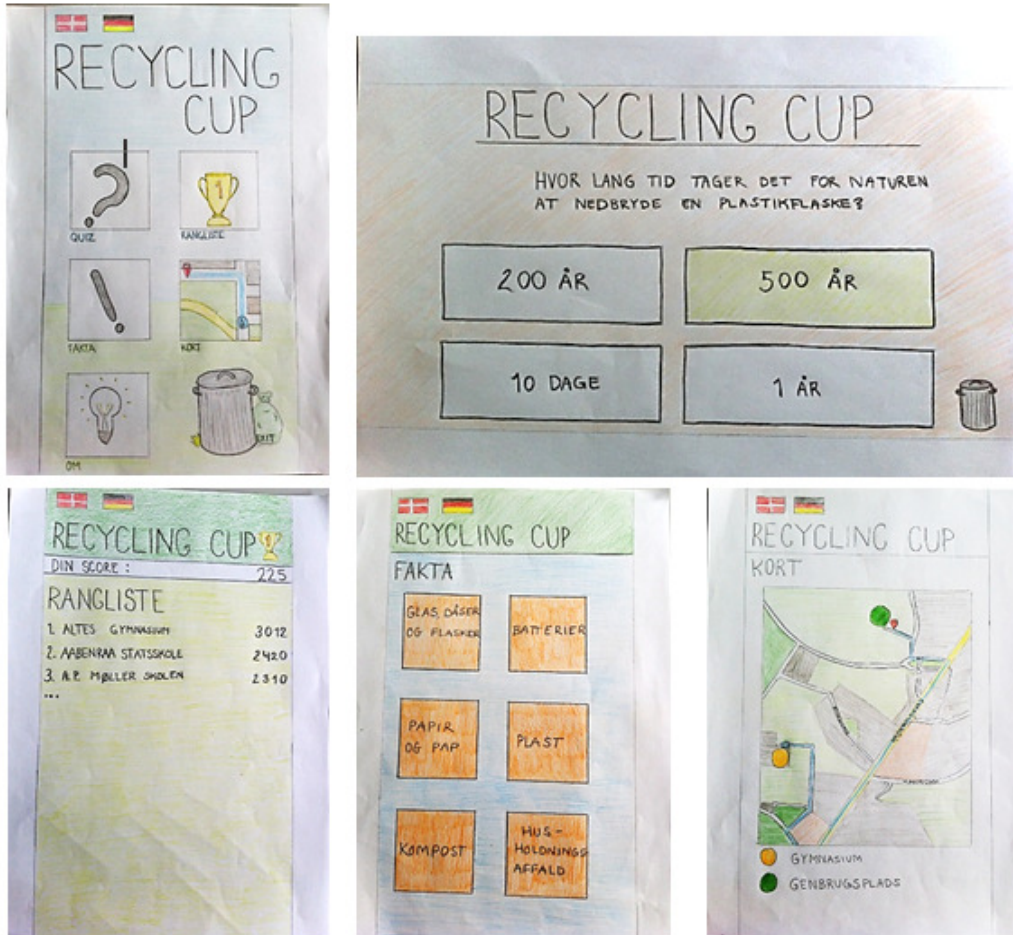 RECYCLING
CUP
QUIZ
RANGLISTE
FAKTA
KORT
OM
EXIT
RECYCLING CUP
HVOR LANG TID TAGER DET FOR NATUREN
AT NEDBRYDE EN PLASTIKFLASKE?
200 ÅR
500 ÅR
10 DAGE
1 ÅR
RECYCLING CUP
DIN SCORE: 225
RANGLISTE
1. ALTES GYMNASIUM 3012
2. AABENRAA STATSSKOLE 2420
3. A.P. MØLLER SKOLEN 2310
...
RECYCLING CUP
FAKTA
GLAS, DÅSER
OG FLASKER
BATTERIER
PAPIR
OG PAP
PLAST
KOMPOST
HUS-
HOLDNINGS
AFFALD
RECYCLING CUP
KORT
GYMNASIUM
GENBRUGSPLADS